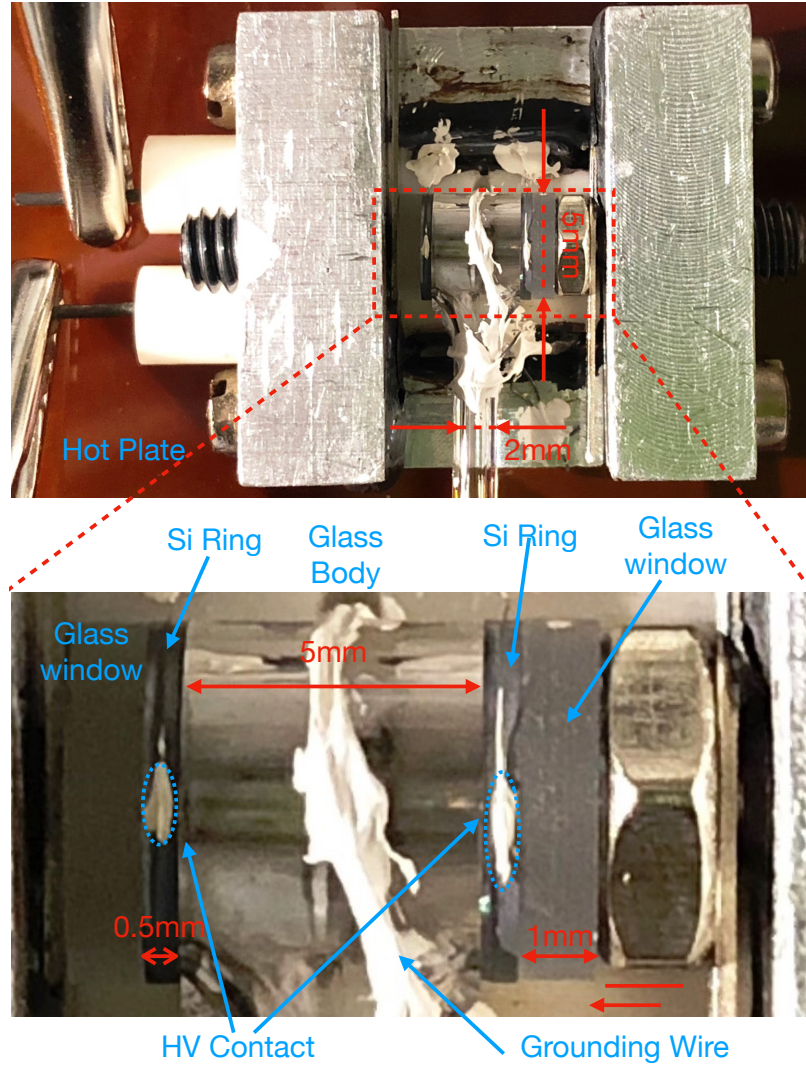 5mm
2mm
Hot Plate
Si Ring
Glass
Body
Si Ring
Glass
window
Glass
window
5mm
0.5mm
1mm
HV Contact
Grounding Wire